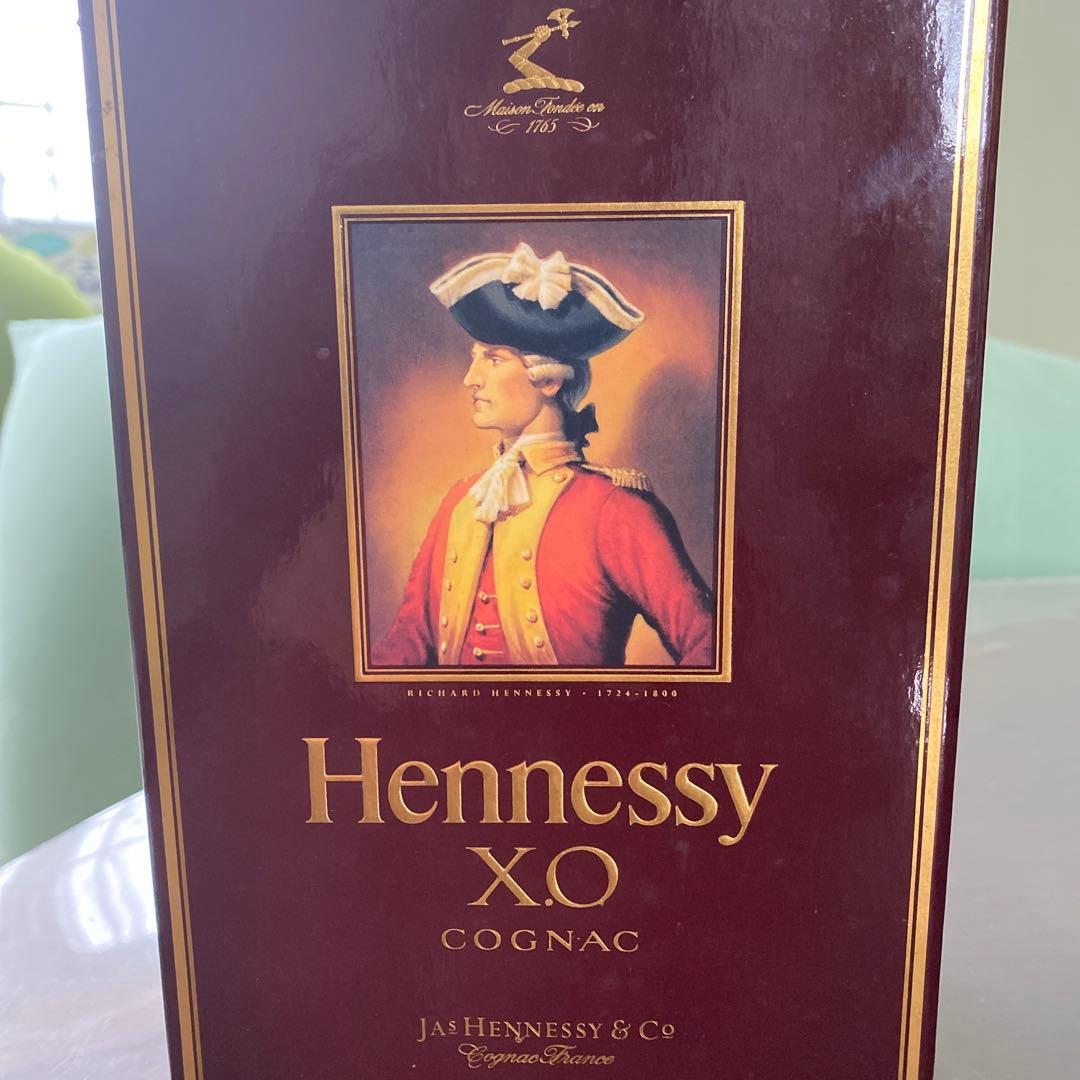 Maison Fondée en
1765
RICHARD HENNESSY · 1724-1800
Hennessy
X.O
COGNAC
JAS HENNESSY & CO
Cognac France